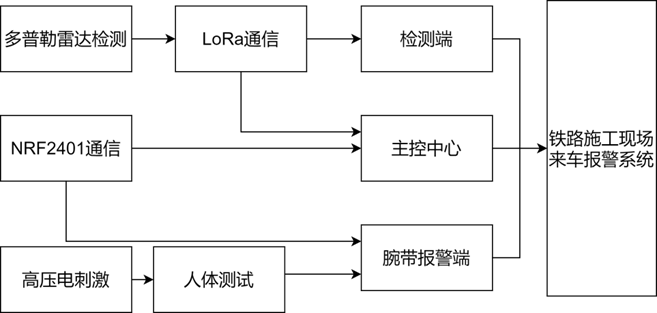 多普勒雷达检测
LoRa通信
检测端
NRF2401通信
主控中心
铁路施工现场
来车报警系统
腕带报警端
高压电刺激
人体测试